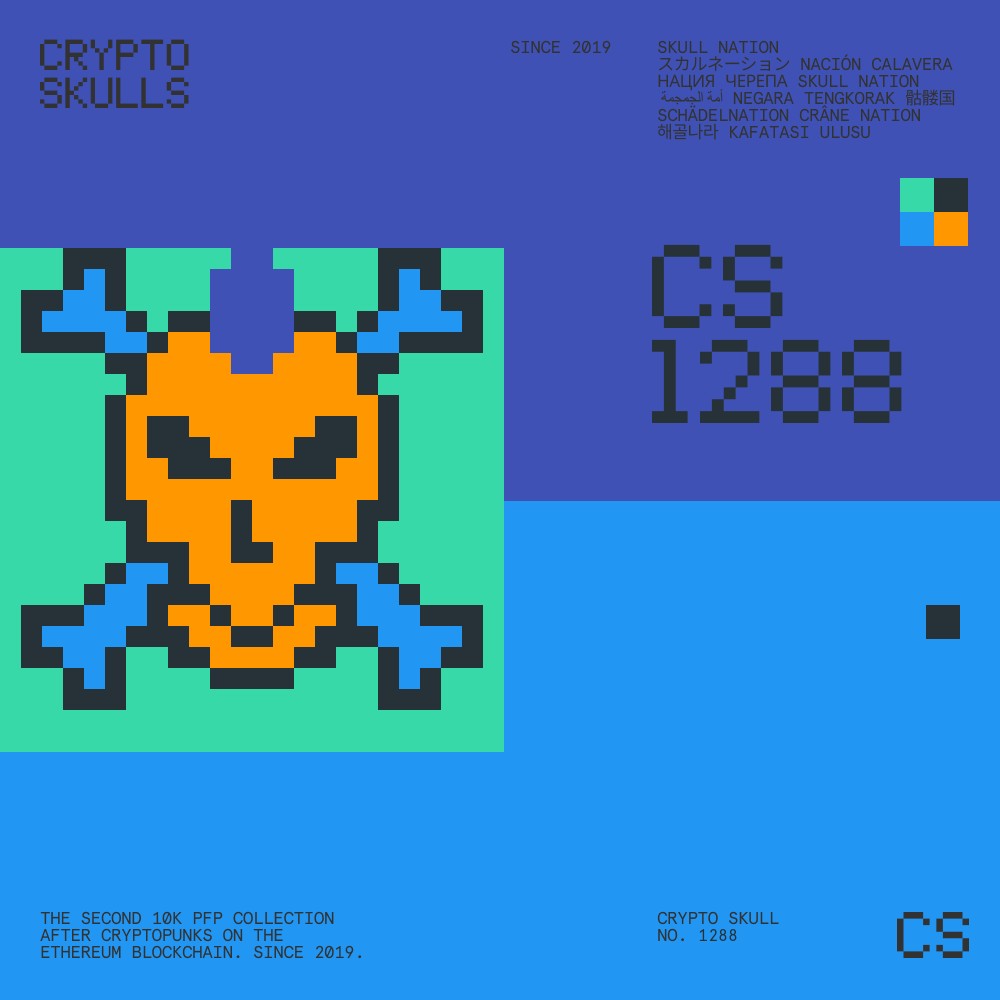 CRYPTO
SKULLS
SINCE 2019
SKULL NATION
スカルネーション NACIÓN CALAVERA
НАЦИЯ ЧЕРЕПА SKULL NATION
أمة الجمجمة NEGARA TENGKORAK 骷髅国
SCHÄDELNATION CRÂNE NATION
해골나라 KAFATASI ULUSU
CS
1288
THE SECOND 10K PFP COLLECTION
AFTER CRYPTOPUNKS ON THE
ETHEREUM BLOCKCHAIN. SINCE 2019.
CRYPTO SKULL
NO. 1288
CS